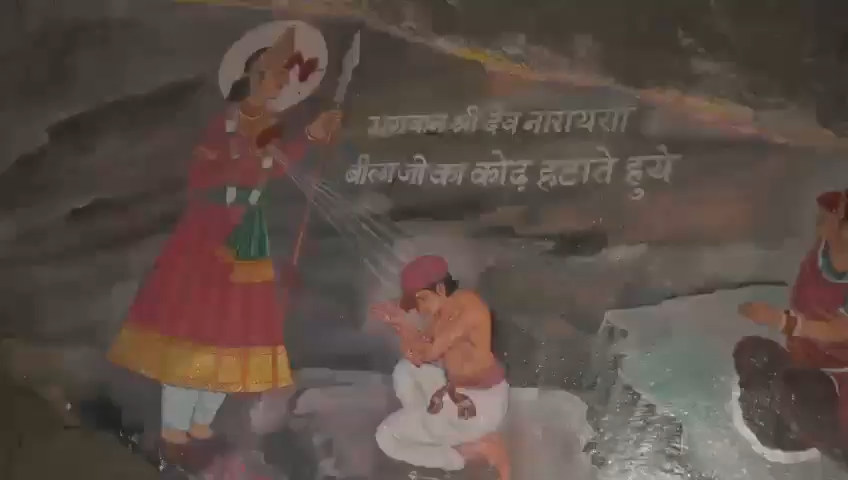 भगवान श्री देव नारायण
बीला जी का कोढ़ हटाते हुये